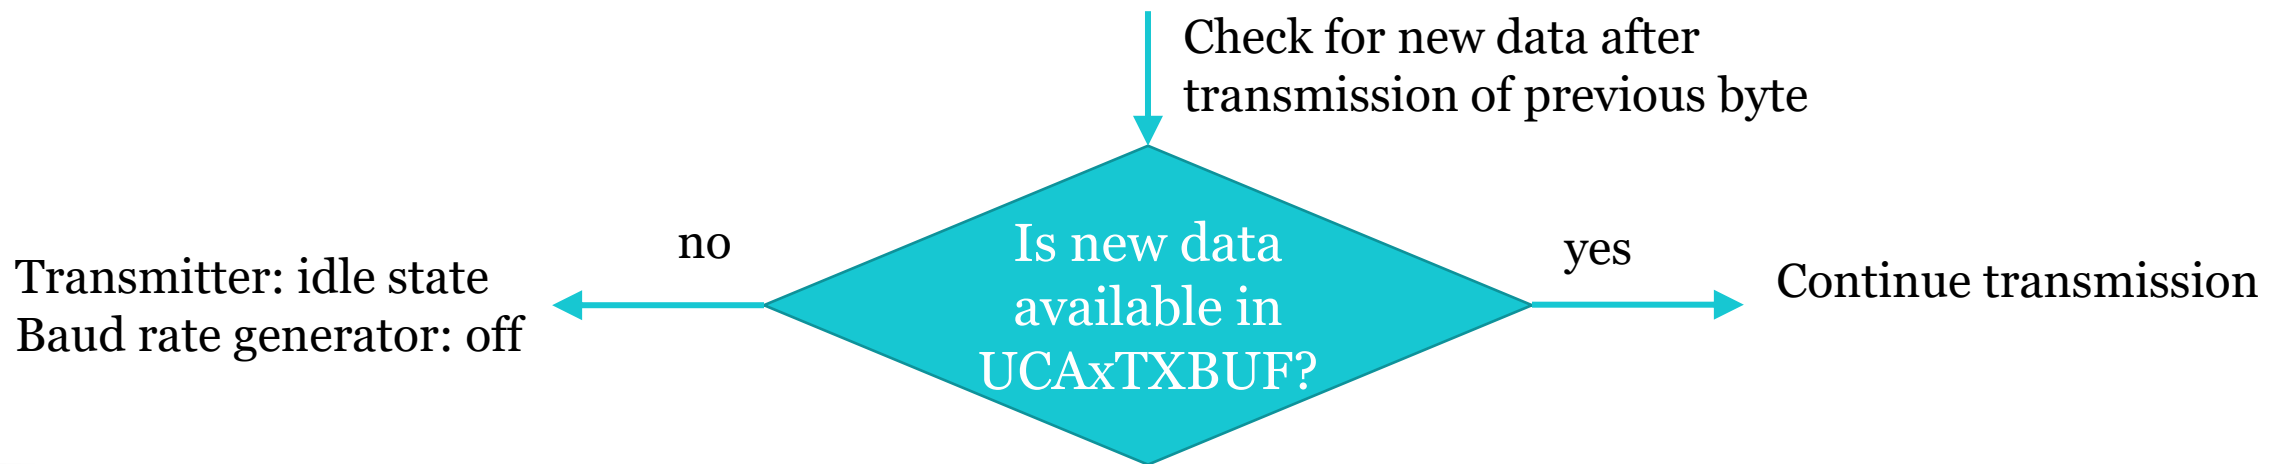 Check for new data after
transmission of previous byte
no
Is new data
available in
UCAxTXBUF?
yes
Transmitter: idle state
Baud rate generator: off
Continue transmission